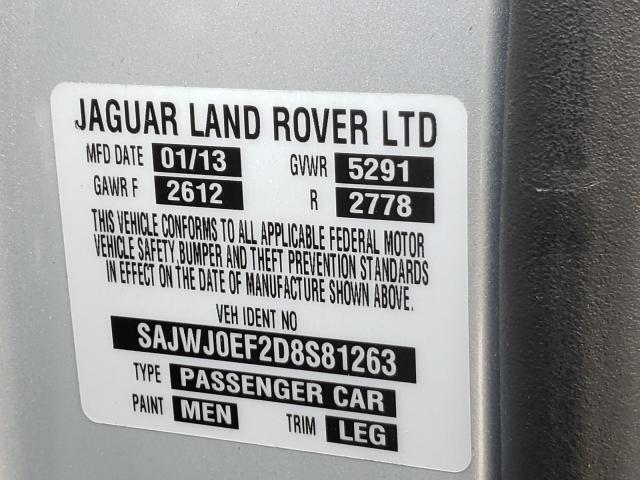 JAGUAR LAND ROVER LTD
MFD DATE 01/13 GVWR 5291
GAWR F 2612 R 2778
THIS VEHICLE CONFORMS TO ALL APPLICABLE FEDERAL MOTOR
VEHICLE SAFETY, BUMPER AND THEFT PREVENTION STANDARDS
IN EFFECT ON THE DATE OF MANUFACTURE SHOWN ABOVE.
VEH IDENT NO
SAJWJ0EF2D8S81263
TYPE PASSENGER CAR
PAINT MEN TRIM LEG